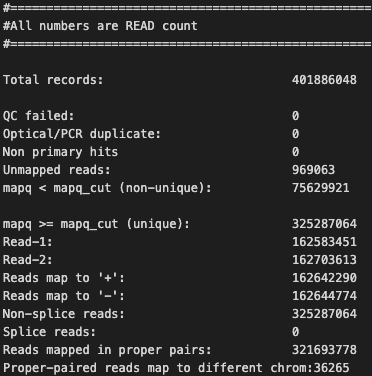 #==================================================
#All numbers are READ count
#==================================================
Total records: 401886048
QC failed: 0
Optical/PCR duplicate: 0
Non primary hits 0
Unmapped reads: 969063
mapq < mapq_cut (non-unique): 75629921
mapq >= mapq_cut (unique): 325287064
Read-1: 162583451
Read-2: 162703613
Reads map to '+': 162642290
Reads map to '-': 162644774
Non-splice reads: 325287064
Splice reads: 0
Reads mapped in proper pairs: 321693778
Proper-paired reads map to different chrom:36265